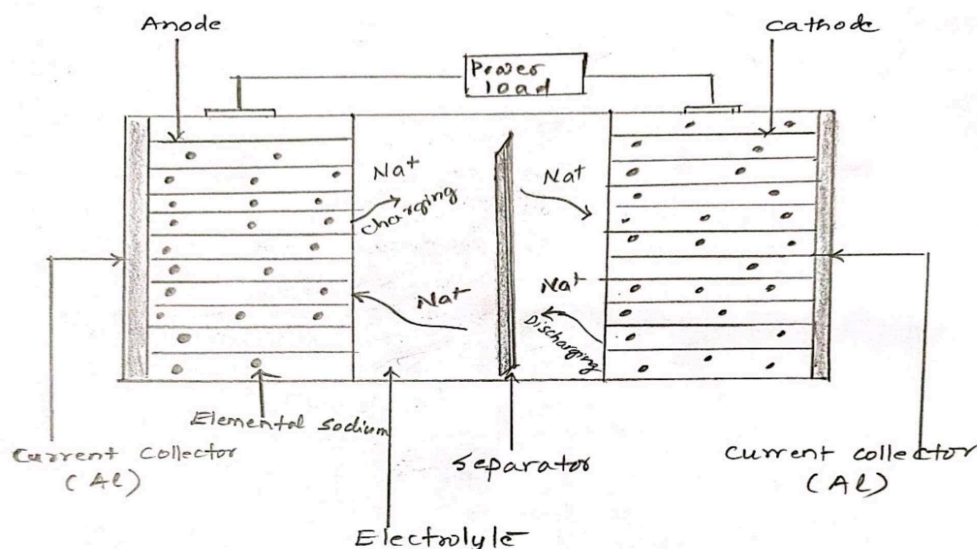 Anode
Cathode
Power
load
Na+
Na+
Charging
Na+
Na+
Discharging
Elemental sodium
Current collector
(Al)
Separator
Current collector
(Al)
Electrolyte